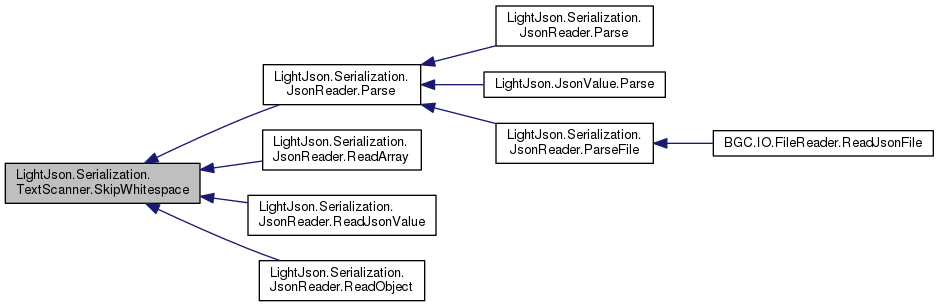 LightJson.Serialization.
JsonReader.Parse
LightJson.Serialization.
JsonReader.Parse
LightJson.JsonValue.Parse
LightJson.Serialization.
JsonReader.ParseFile
BGC.IO.FileReader.ReadJsonFile
LightJson.Serialization.
JsonReader.ReadArray
LightJson.Serialization.
TextScanner.SkipWhitespace
LightJson.Serialization.
JsonReader.ReadJsonValue
LightJson.Serialization.
JsonReader.ReadObject